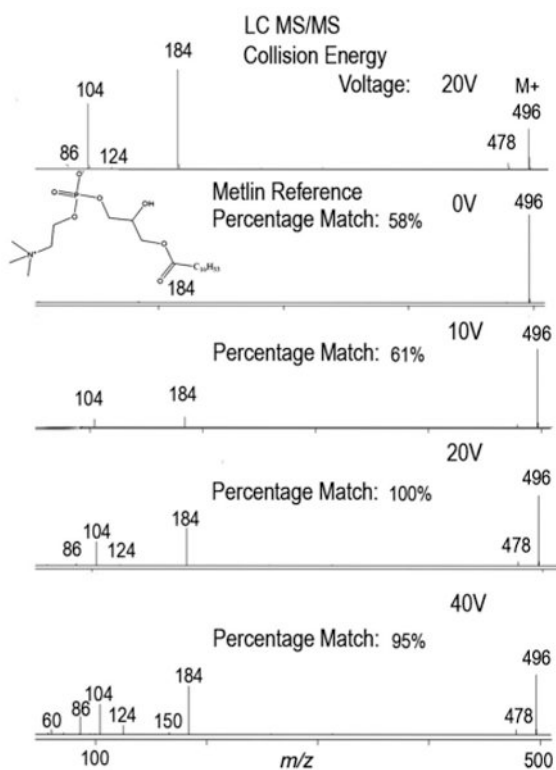 LC MS/MS
Collision Energy
Voltage: 20V M+
184
104
496
478
86
124
Metlin Reference
Percentage Match: 58%
0V
496
OH
O
P
O
O
O
N+
O
O
184
10V
496
Percentage Match: 61%
104
184
20V
496
Percentage Match: 100%
184
104
86
124
478
40V
496
Percentage Match: 95%
184
104
86
60
124
150
478
100 m/z 500